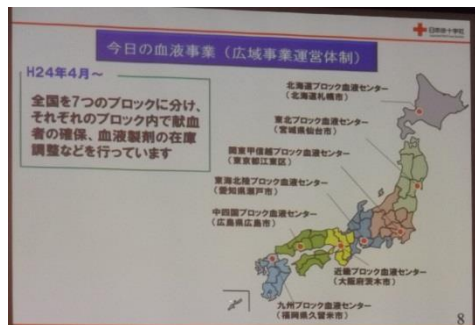 日本赤十字社
今日の血液事業（広域事業運営体制）
H24年4月～
全国を7つのブロックに分け、
それぞれのブロック内で献血
者の確保、血液製剤の在庫
調整などを行っています
北海道ブロック血液センター
（北海道札幌市）
東北ブロック血液センター
（宮城県仙台市）
関東甲信越ブロック血液センター
（東京都江東区）
東海北陸ブロック血液センター
（愛知県瀬戸市）
中四国ブロック血液センター
（広島県広島市）
近畿ブロック血液センター
（大阪府茨木市）
九州ブロック血液センター
（福岡県久留米市）
8